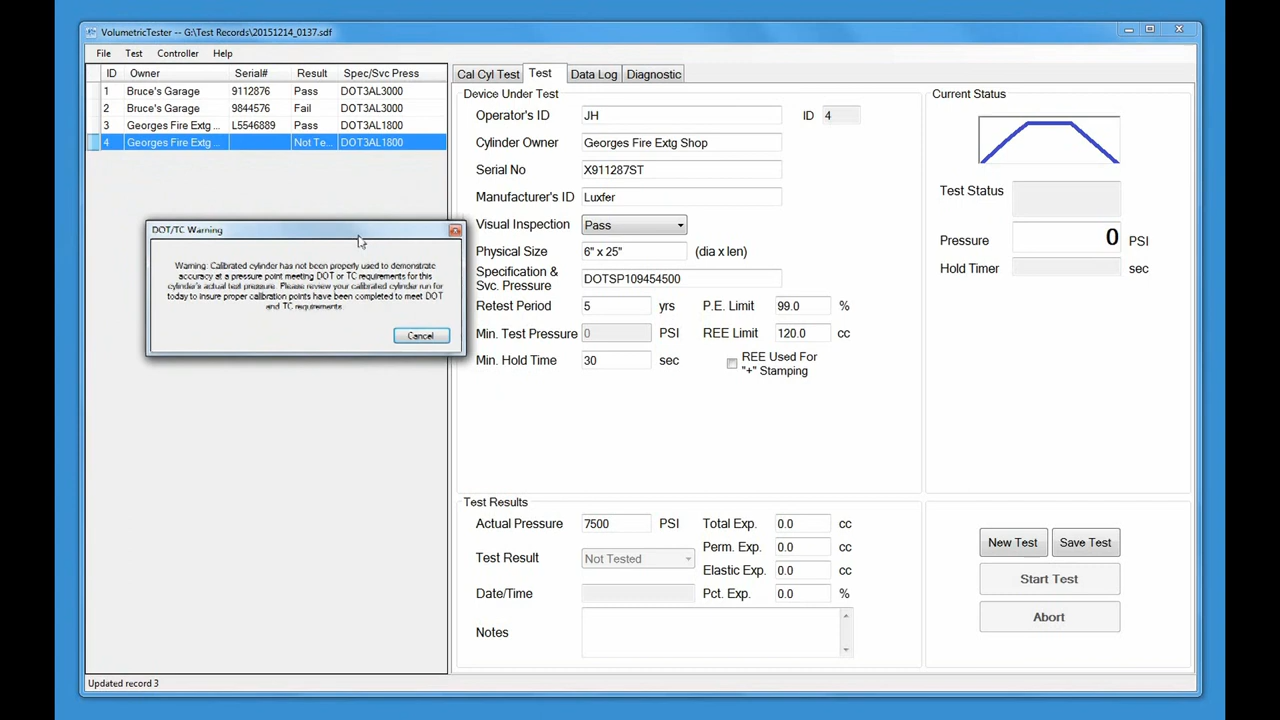 VolumetricTester -- G:\Test Records\20151214_0137.sdf
File Test Controller Help
ID Owner Serial# Result Spec/Svc Press
1 Bruce's Garage 9112876 Pass DOT3AL3000
2 Bruce's Garage 9844576 Fail DOT3AL3000
3 Georges Fire Extg ... L5546889 Pass DOT3AL1800
4 Georges Fire Extg ... Not Te... DOT3AL1800
DOT/TC Warning
Warning: Calibrated cylinder has not been properly used to demonstrate
accuracy at a pressure point meeting DOT or TC requirements for this
cylinder's actual test pressure. Please review your calibrated cylinder run for
today to insure proper calibration points have been completed to meet DOT
and TC requirements.
Cancel
Cal Cyl Test Test Data Log Diagnostic
Device Under Test
Operator's ID JH ID 4
Cylinder Owner Georges Fire Extg Shop
Serial No X911287ST
Manufacturer's ID Luxfer
Visual Inspection Pass
Physical Size 6" x 25" (dia x len)
Specification &
Svc. Pressure DOTSP109454500
Retest Period 5 yrs P.E. Limit 99.0 %
Min. Test Pressure 0 PSI REE Limit 120.0 cc
Min. Hold Time 30 sec REE Used For
"+" Stamping
Current Status
Test Status
Pressure 0 PSI
Hold Timer sec
Test Results
Actual Pressure 7500 PSI Total Exp. 0.0 cc
Test Result Not Tested Perm. Exp. 0.0 cc
Elastic Exp. 0.0 cc
Date/Time Pct. Exp. 0.0 %
Notes
New Test Save Test
Start Test
Abort
Updated record 3